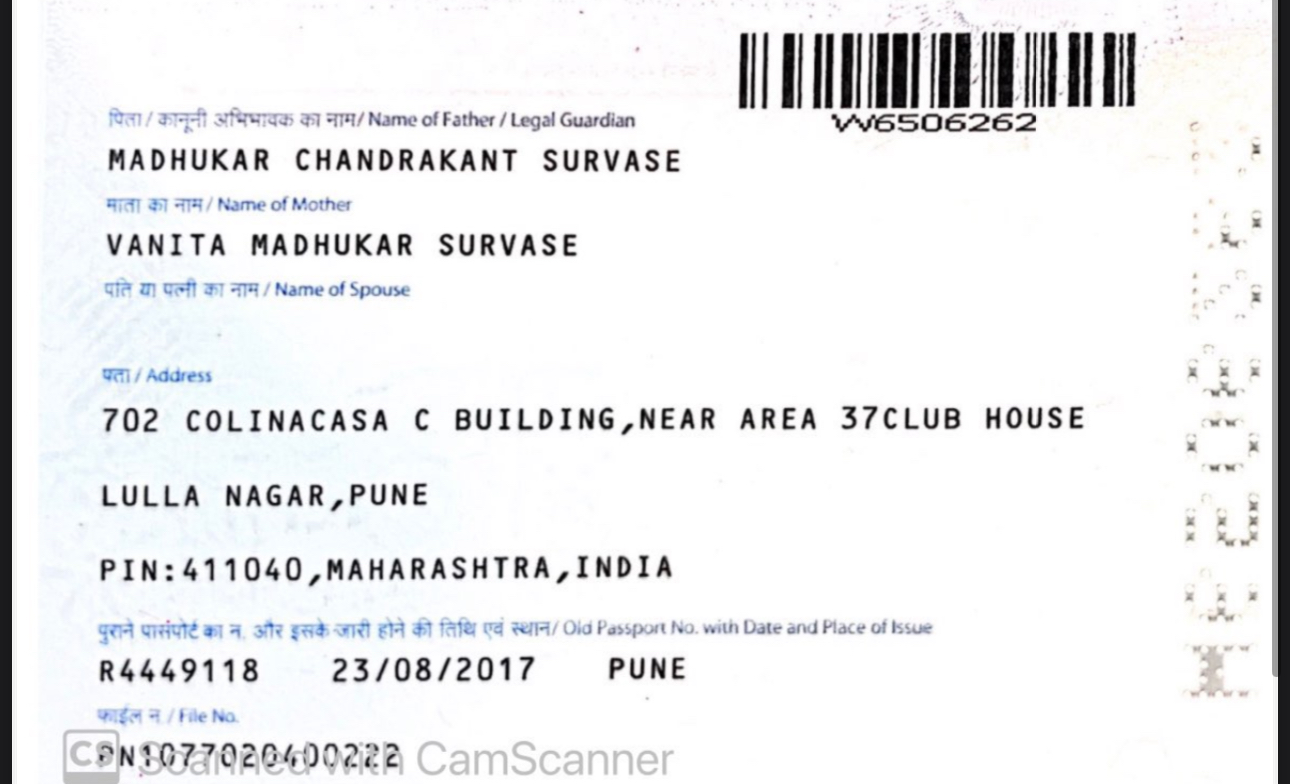 W6506262
पिता / कानूनी अभिभावक का नाम / Name of Father / Legal Guardian
MADHUKAR CHANDRAKANT SURVASE
माता का नाम / Name of Mother
VANITA MADHUKAR SURVASE
पति या पत्नी का नाम / Name of Spouse
पता / Address
702 COLINACASA C BUILDING,NEAR AREA 37CLUB HOUSE
LULLA NAGAR,PUNE
PIN:411040,MAHARASHTRA,INDIA
पुराने पासपोर्ट का न. और इसके जारी होने की तिथि एवं स्थान / Old Passport No. with Date and Place of Issue
R4449118 23/08/2017 PUNE
फाईल न. / File No.
PN1077020400222
CS Scanned with CamScanner